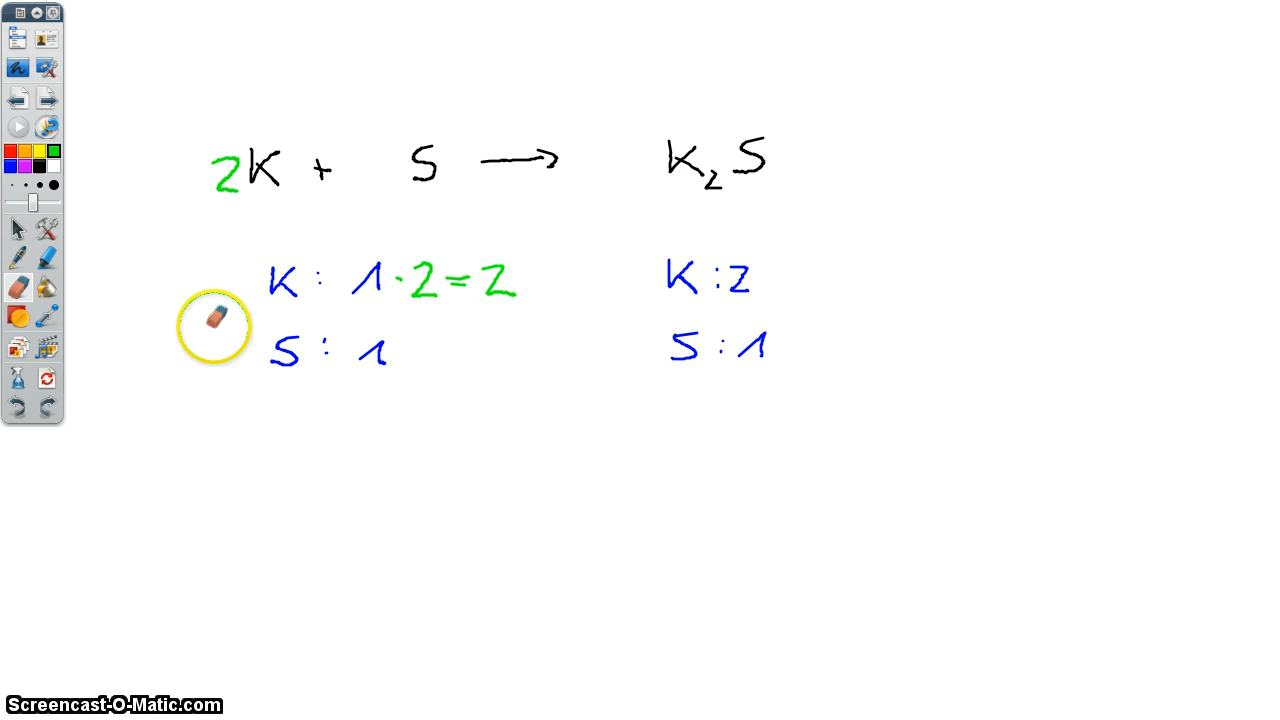 2K + S → K₂S
K : 1 · 2 = 2 K : 2
S : 1 S : 1
Screencast-O-Matic.com